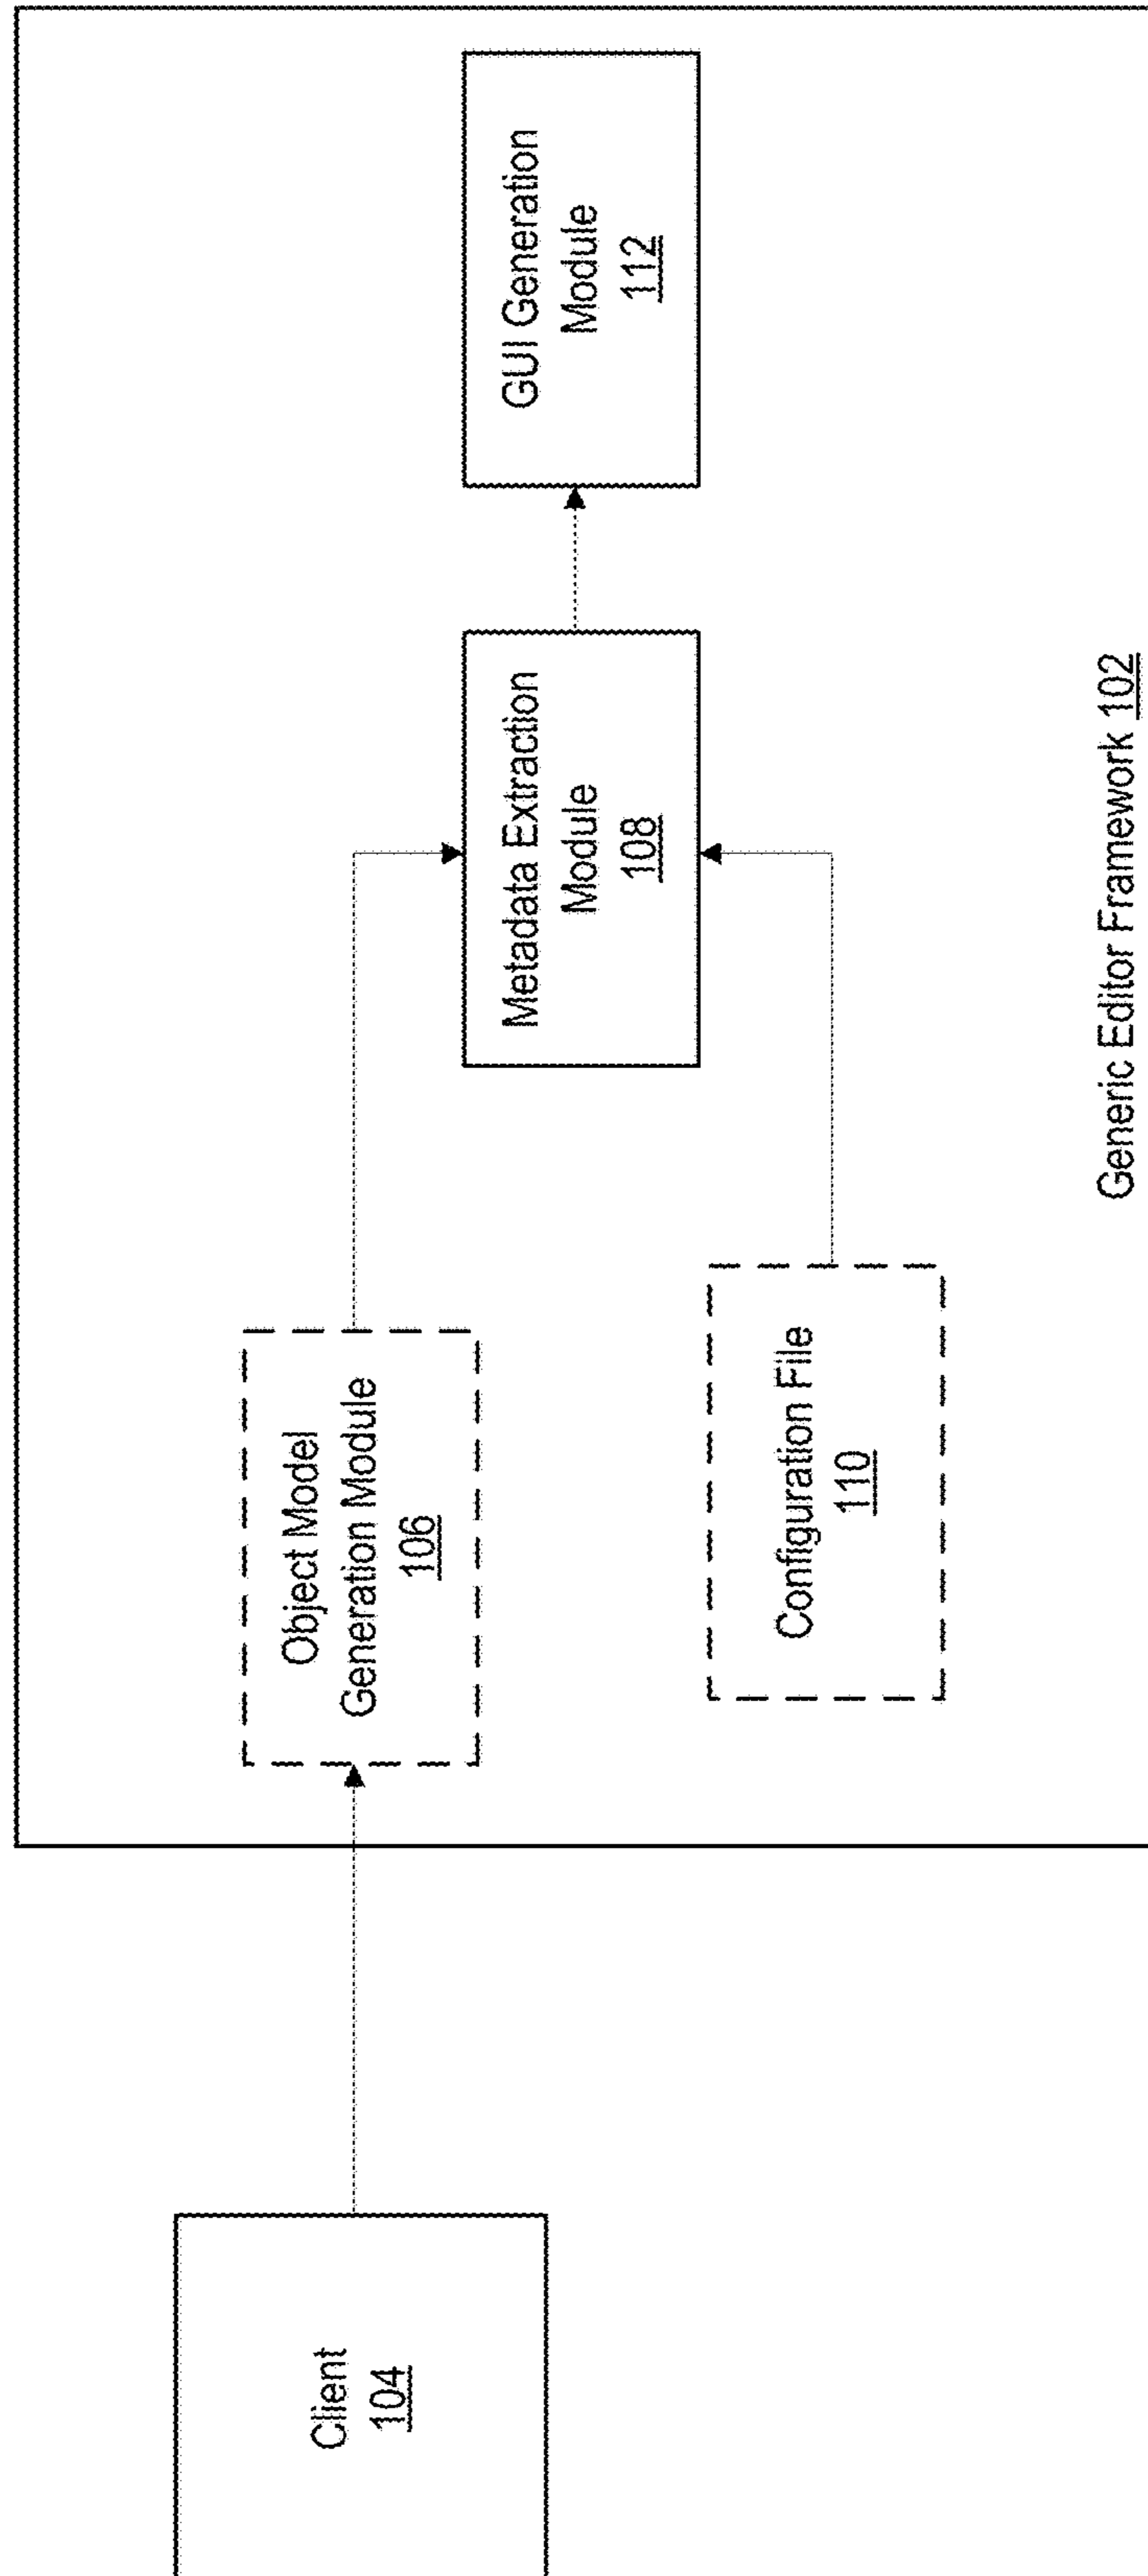 Client
104
Object Model
Generation Module
106
Configuration File
110
Metadata Extraction
Module
108
GUI Generation
Module
112
Generic Editor Framework 102